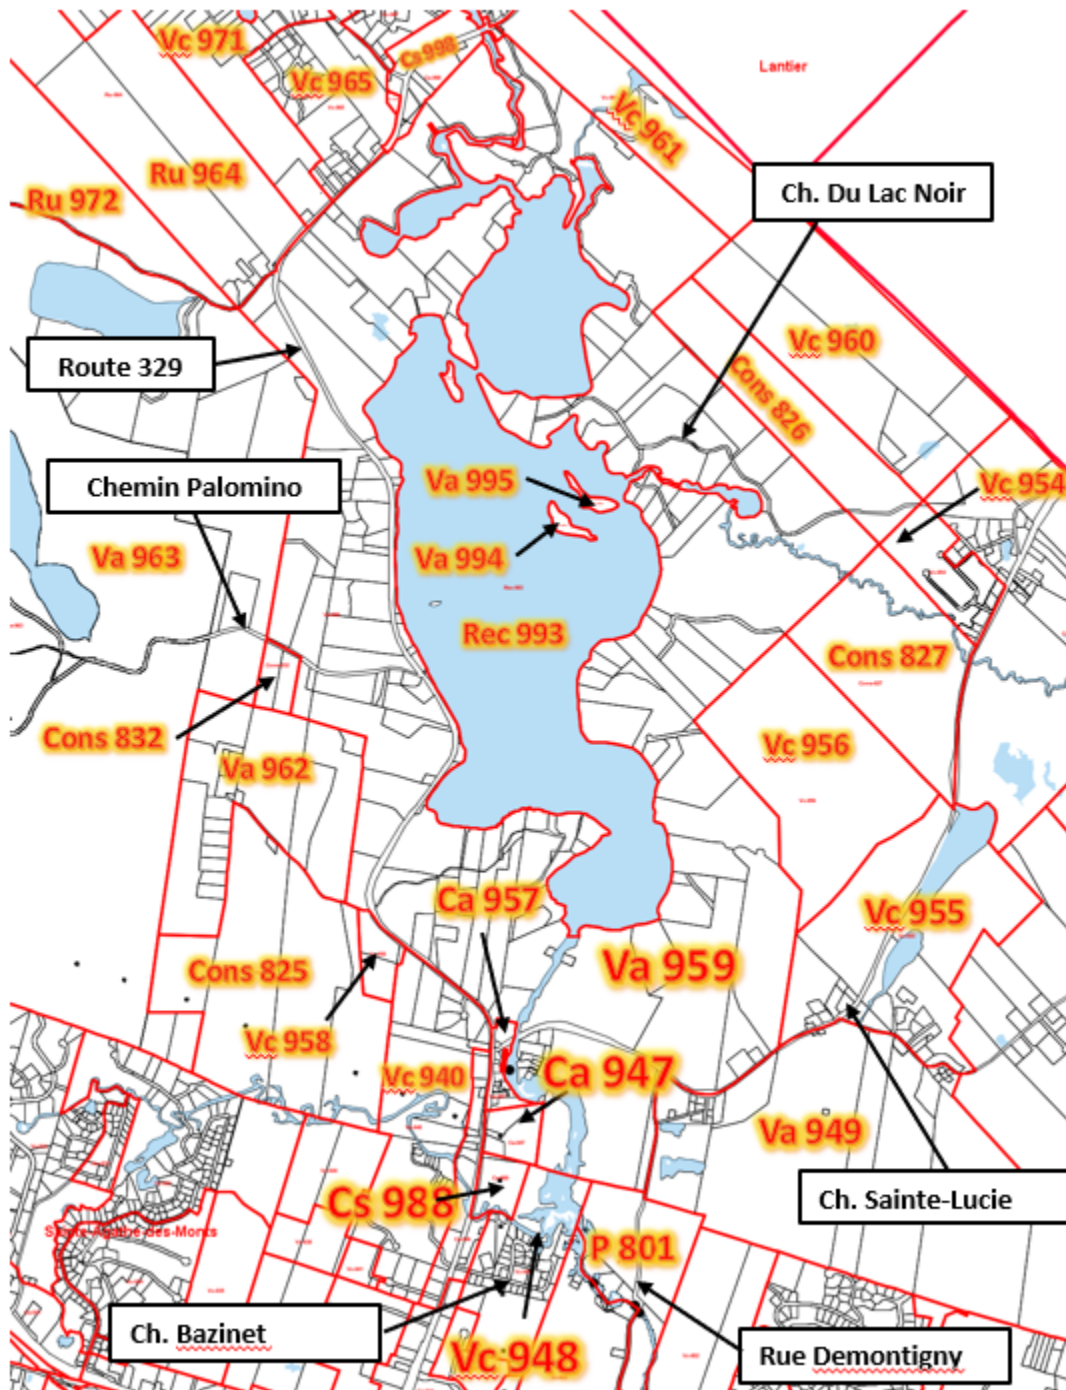 Vc 971
Cs 998
Lantier
Vc 965
Vc 961
Ru 964
Ru 972
Ch. Du Lac Noir
Vc 960
Route 329
Cons 826
Va 995
Vc 954
Chemin Palomino
Va 963
Va 994
Rec 993
Cons 827
Cons 832
Va 962
Vc 956
Ca 957
Vc 955
Cons 825
Va 959
Vc 958
Vc 940
Ca 947
Va 949
Cs 988
Ch. Sainte-Lucie
Sainte-Agathe-des-Monts
P 801
Ch. Bazinet
Vc 948
Rue Demontigny